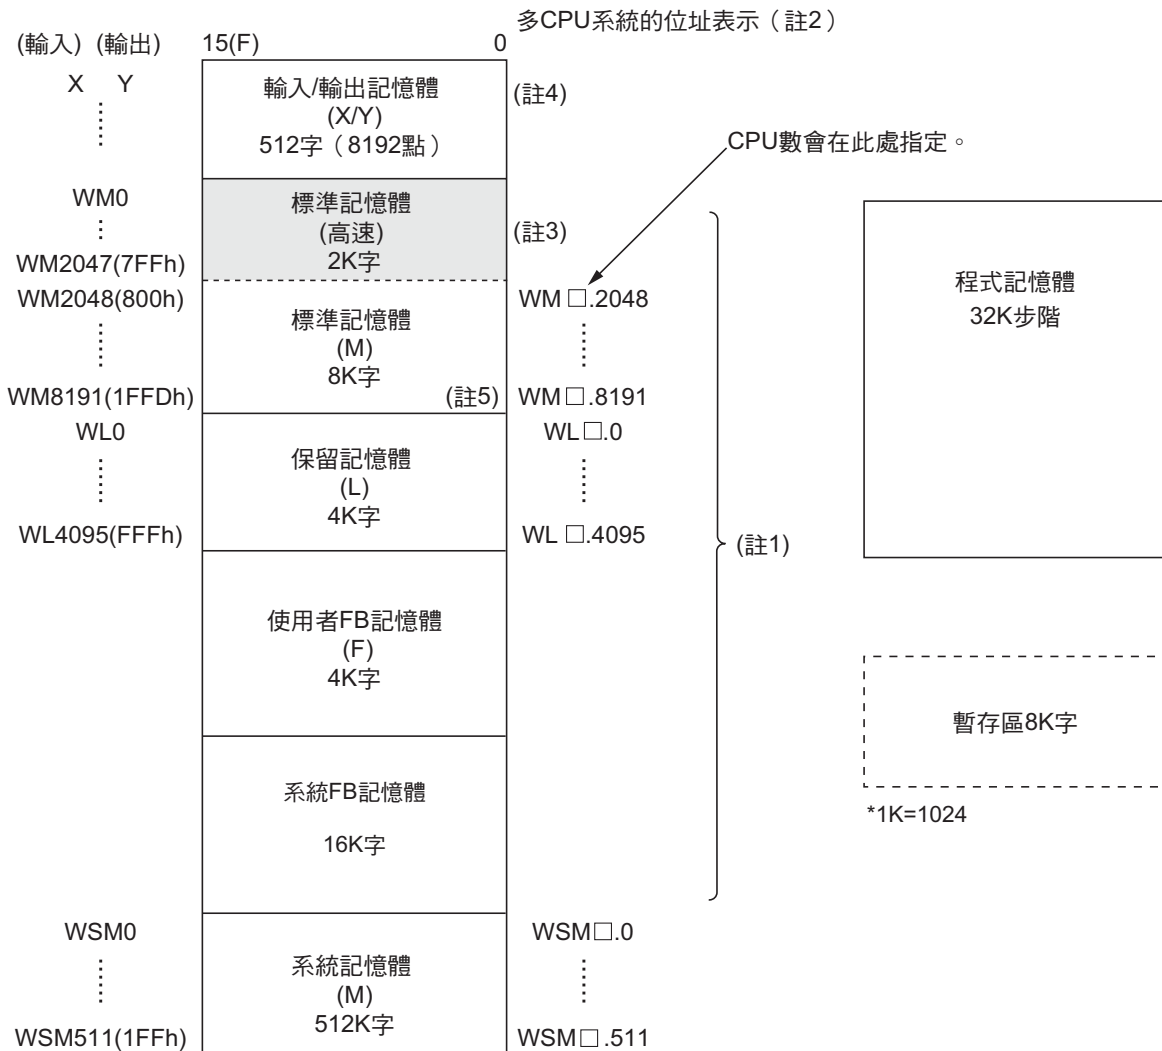 多CPU系統的位址表示（註2）
(輸入) (輸出) 15(F) 0
X Y
輸入/輸出記憶體
(X/Y)
512字（8192點）
(註4)
CPU數會在此處指定。
WM0
WM2047(7FFh)
標準記憶體
(高速)
2K字
(註3)
WM2048(800h)
WM8191(1FFDh)
標準記憶體
(M)
8K字
(註5)
WM □.2048
WM □.8191
WL0
WL4095(FFFh)
保留記憶體
(L)
4K字
WL □.0
WL □.4095
(註1)
使用者FB記憶體
(F)
4K字
系統FB記憶體
16K字
WSM0
WSM511(1FFh)
系統記憶體
(M)
512K字
WSM□.0
WSM□.511
程式記憶體
32K步階
暫存區8K字
*1K=1024